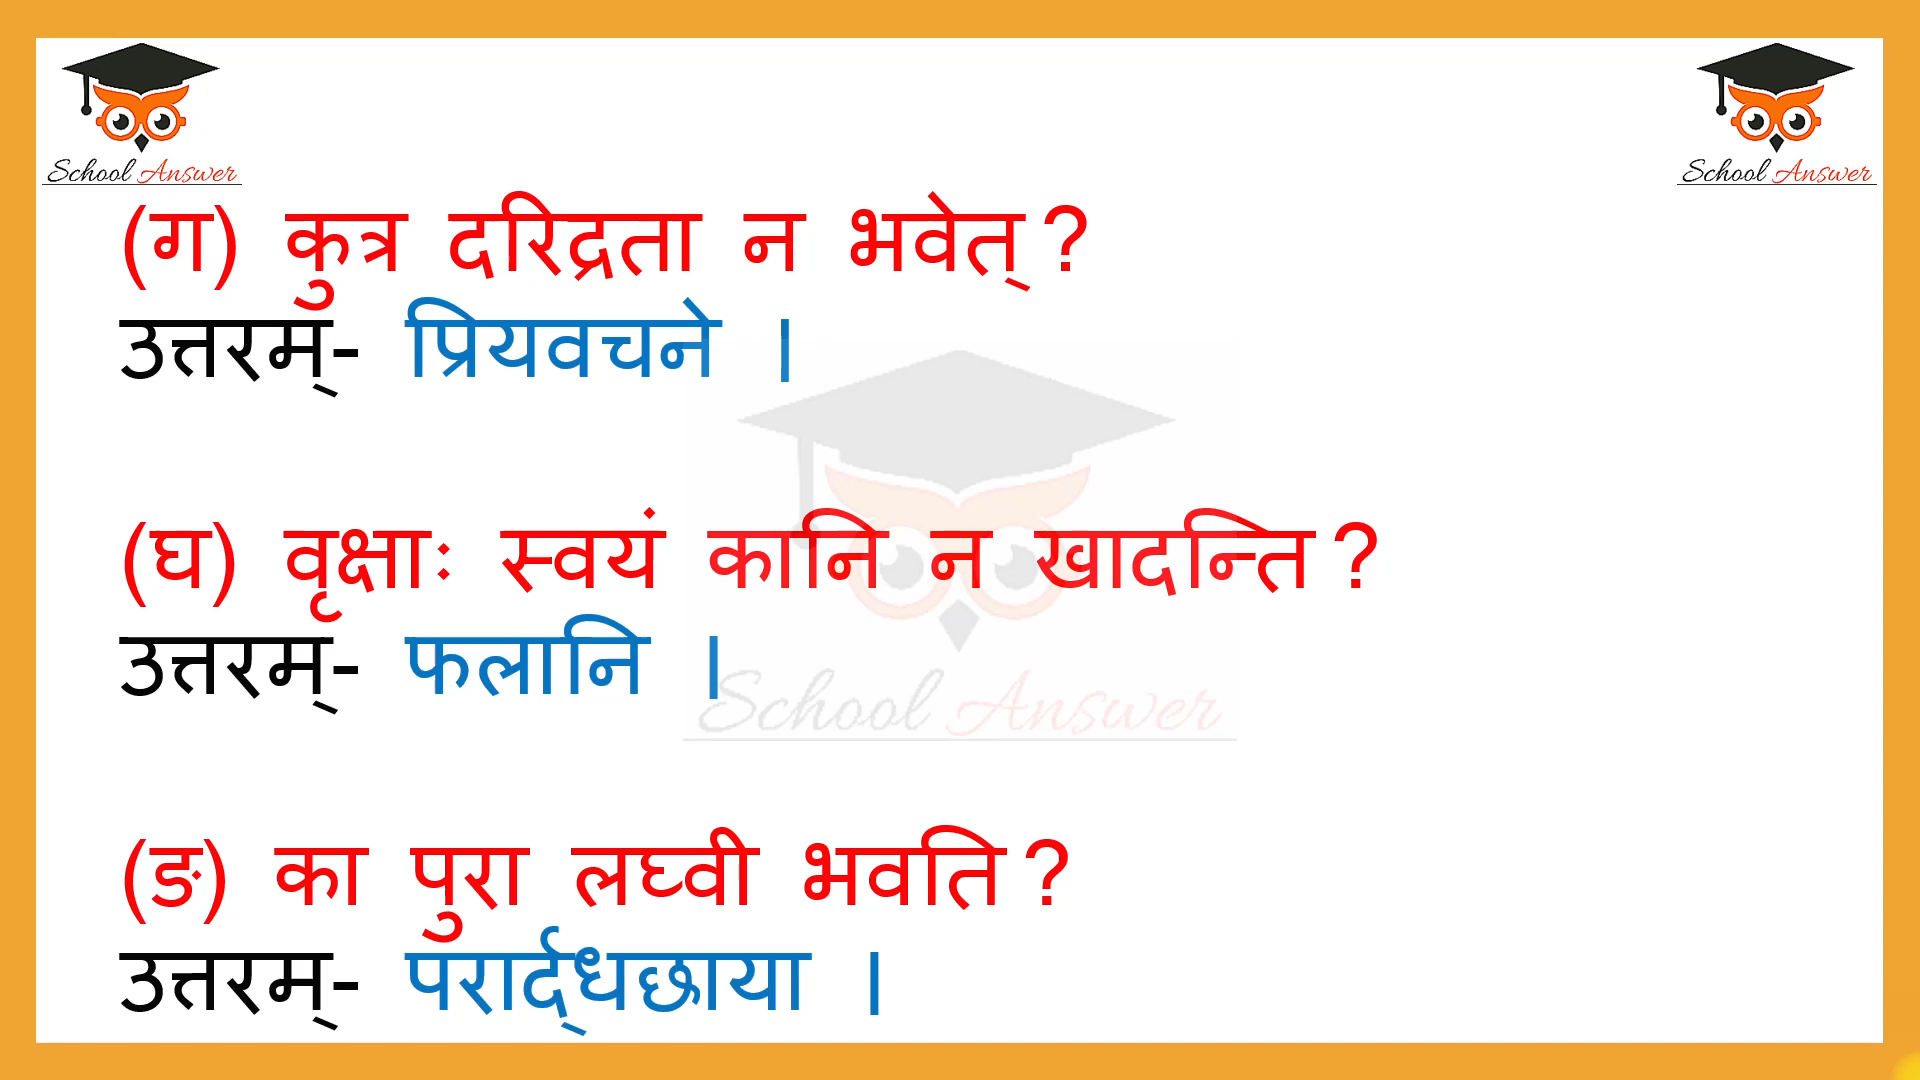 School Answer
School Answer
(ग) कुत्र दरिद्रता न भवेत् ?
उत्तरम्- प्रियवचने ।
(घ) वृक्षाः स्वयं कानि न खादन्ति ?
उत्तरम्- फलानि ।
School Answer
(ङ) का पुरा लघ्वी भवति ?
उत्तरम्- परार्द्धछाया ।